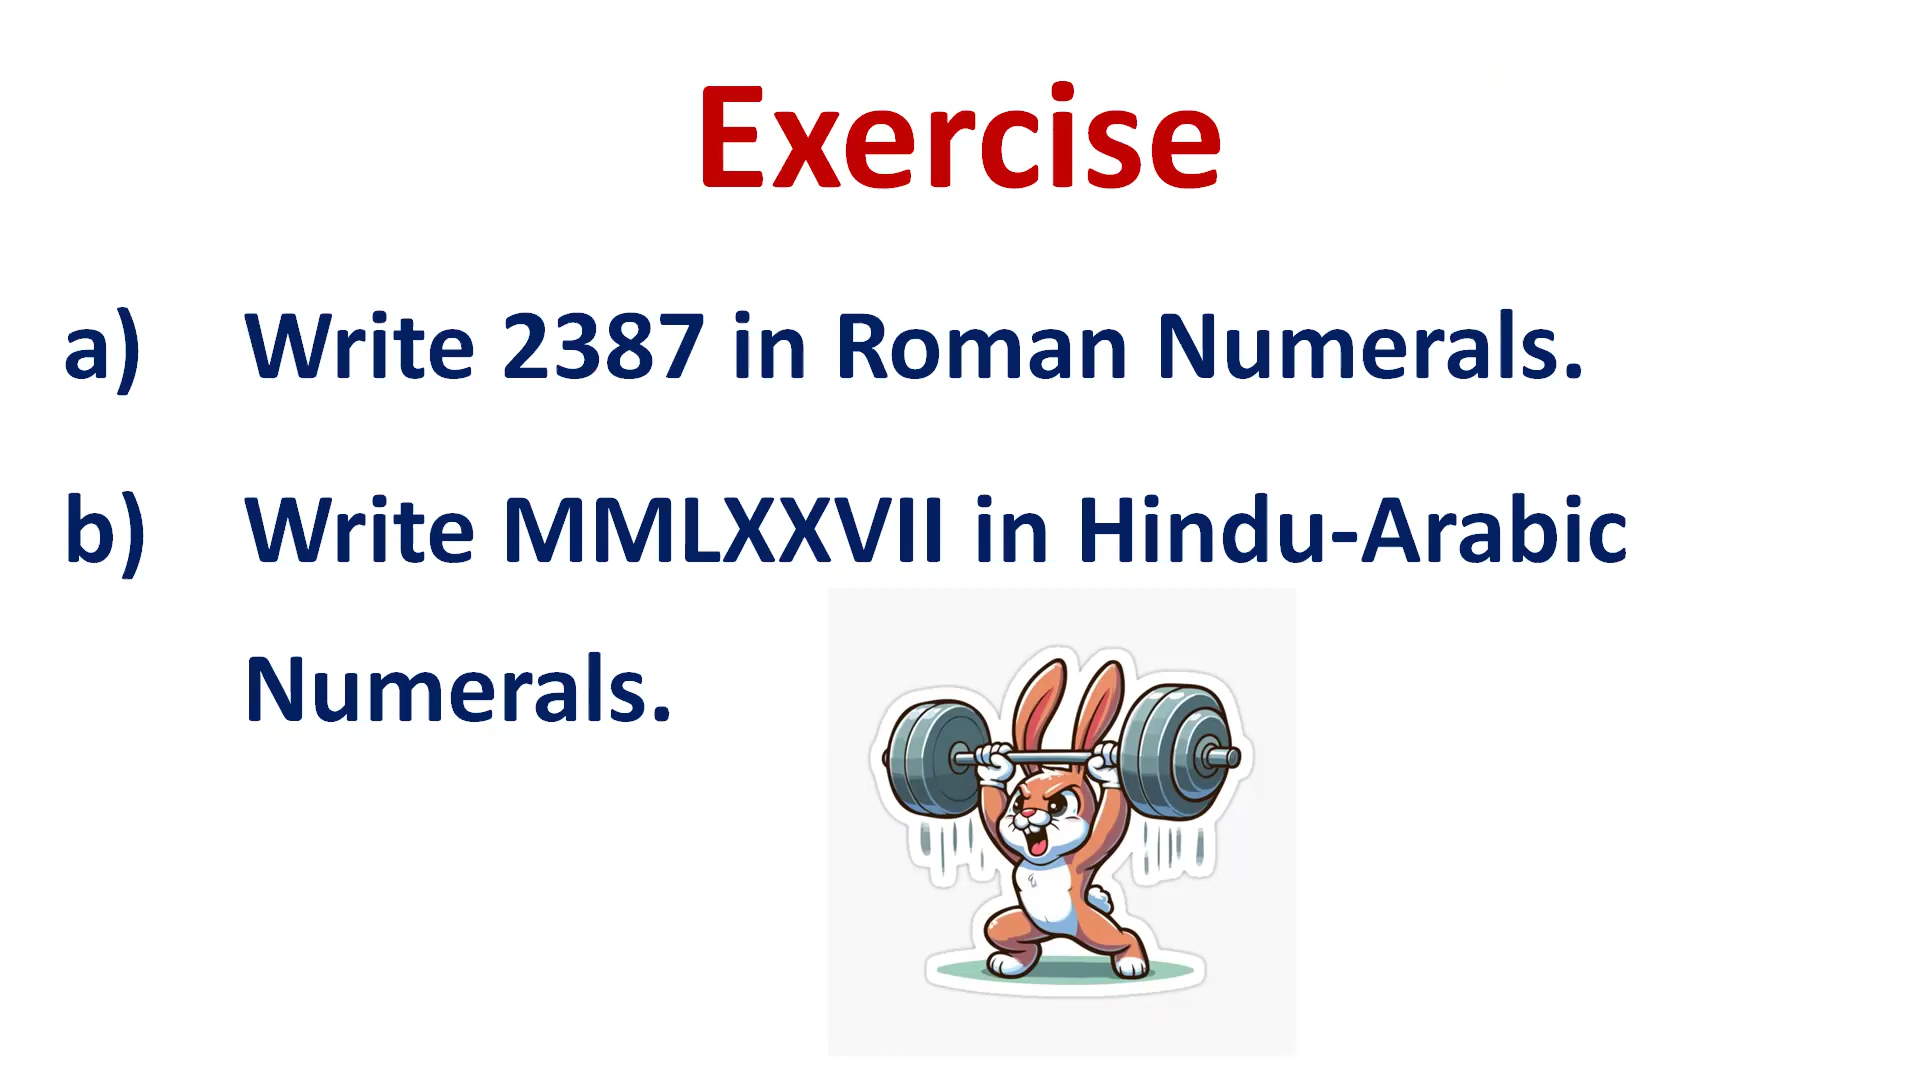 Exercise
a) Write 2387 in Roman Numerals.
b) Write MMLXXVII in Hindu-Arabic
Numerals.